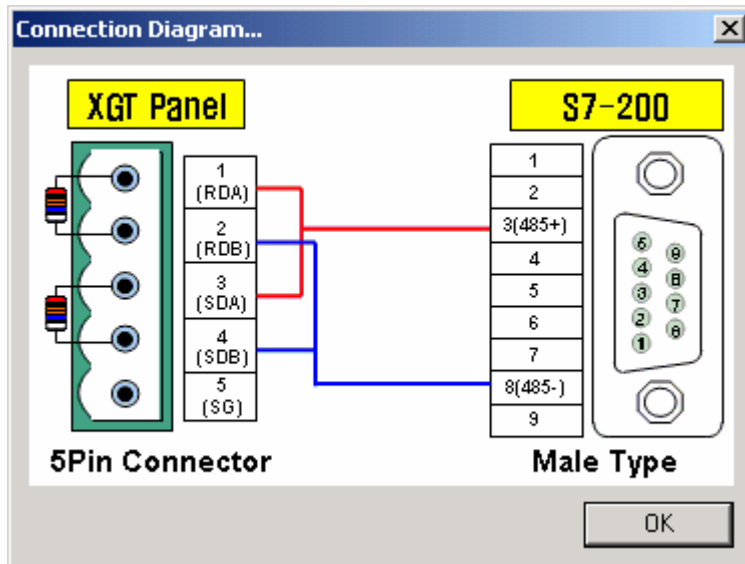 Connection Diagram...
XGT Panel
S7-200
1
(RDA)
2
(RDB)
3
(SDA)
4
(SDB)
5
(SG)
1
2
3(485+)
4
5
6
7
8(485-)
9
5
4
3
2
1
9
8
7
6
5Pin Connector
Male Type
OK